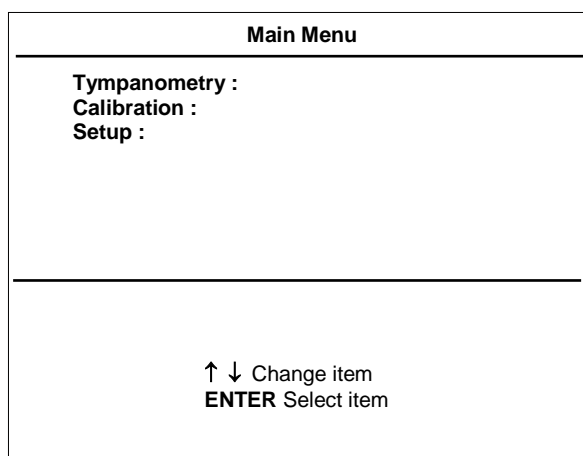 Main Menu
Tympanometry :
Calibration :
Setup :
↑ ↓ Change item
ENTER Select item